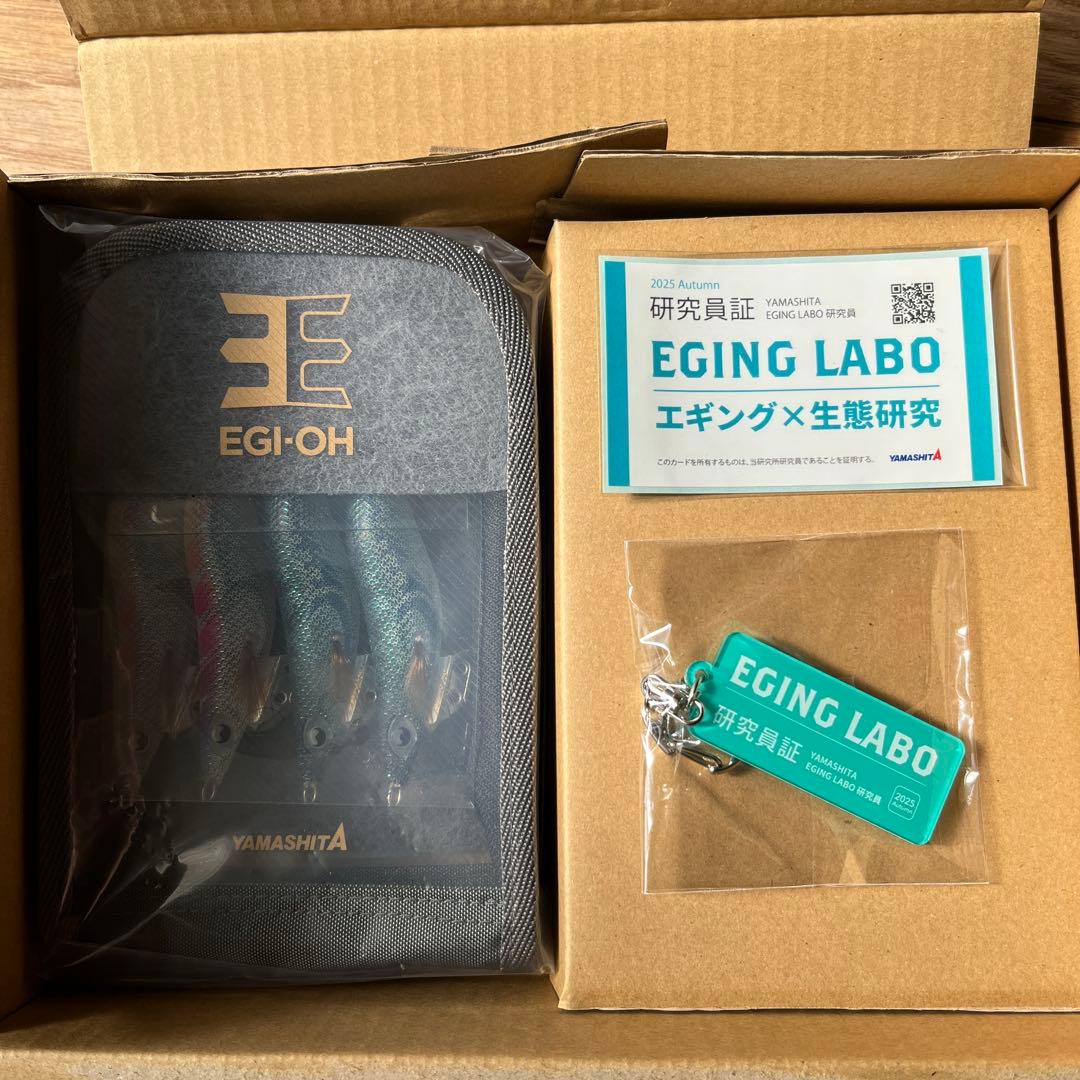 EGI-OH
YAMASHITA
2025 Autumn
研究員証
YAMASHITA
EGING LABO 研究員
EGING LABO
エギング×生態研究
このカードを所有するものは、当研究所研究員であることを証明する。
YAMASHITA
EGING LABO
研究員証
YAMASHITA
EGING LABO 研究員
2025
Autumn